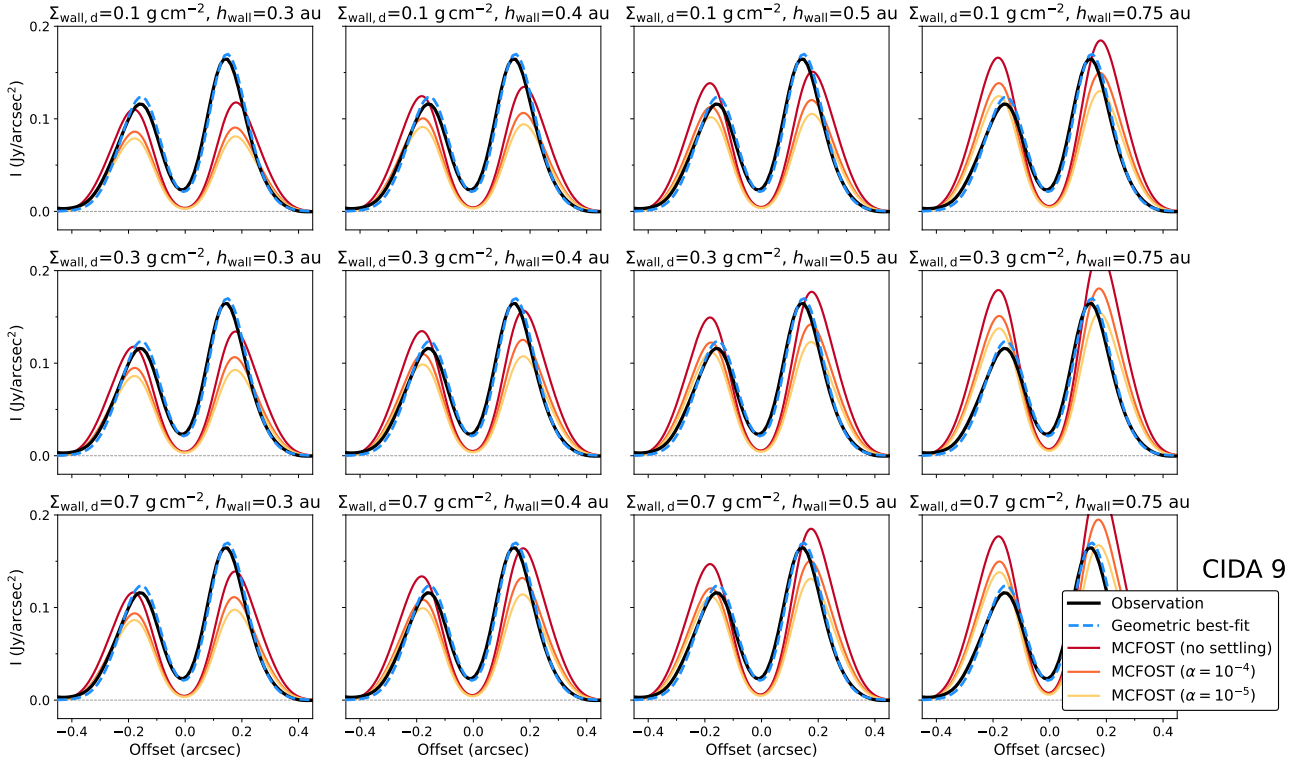 Σwall, d=0.1 g cm−2, hwall=0.3 au
Σwall, d=0.1 g cm−2, hwall=0.4 au
Σwall, d=0.1 g cm−2, hwall=0.5 au
Σwall, d=0.1 g cm−2, hwall=0.75 au
0.2
0.1
0.0
I (Jy/arcsec2)
Σwall, d=0.3 g cm−2, hwall=0.3 au
Σwall, d=0.3 g cm−2, hwall=0.4 au
Σwall, d=0.3 g cm−2, hwall=0.5 au
Σwall, d=0.3 g cm−2, hwall=0.75 au
0.2
0.1
0.0
I (Jy/arcsec2)
Σwall, d=0.7 g cm−2, hwall=0.3 au
Σwall, d=0.7 g cm−2, hwall=0.4 au
Σwall, d=0.7 g cm−2, hwall=0.5 au
Σwall, d=0.7 g cm−2, hwall=0.75 au
0.2
0.1
0.0
I (Jy/arcsec2)
CIDA 9
Observation
Geometric best-fit
MCFOST (no settling)
MCFOST (α = 10−4)
MCFOST (α = 10−5)
−0.4 −0.2 0.0 0.2 0.4
−0.4 −0.2 0.0 0.2 0.4
−0.4 −0.2 0.0 0.2 0.4
−0.4 −0.2 0.0 0.2 0.4
Offset (arcsec)
Offset (arcsec)
Offset (arcsec)
Offset (arcsec)